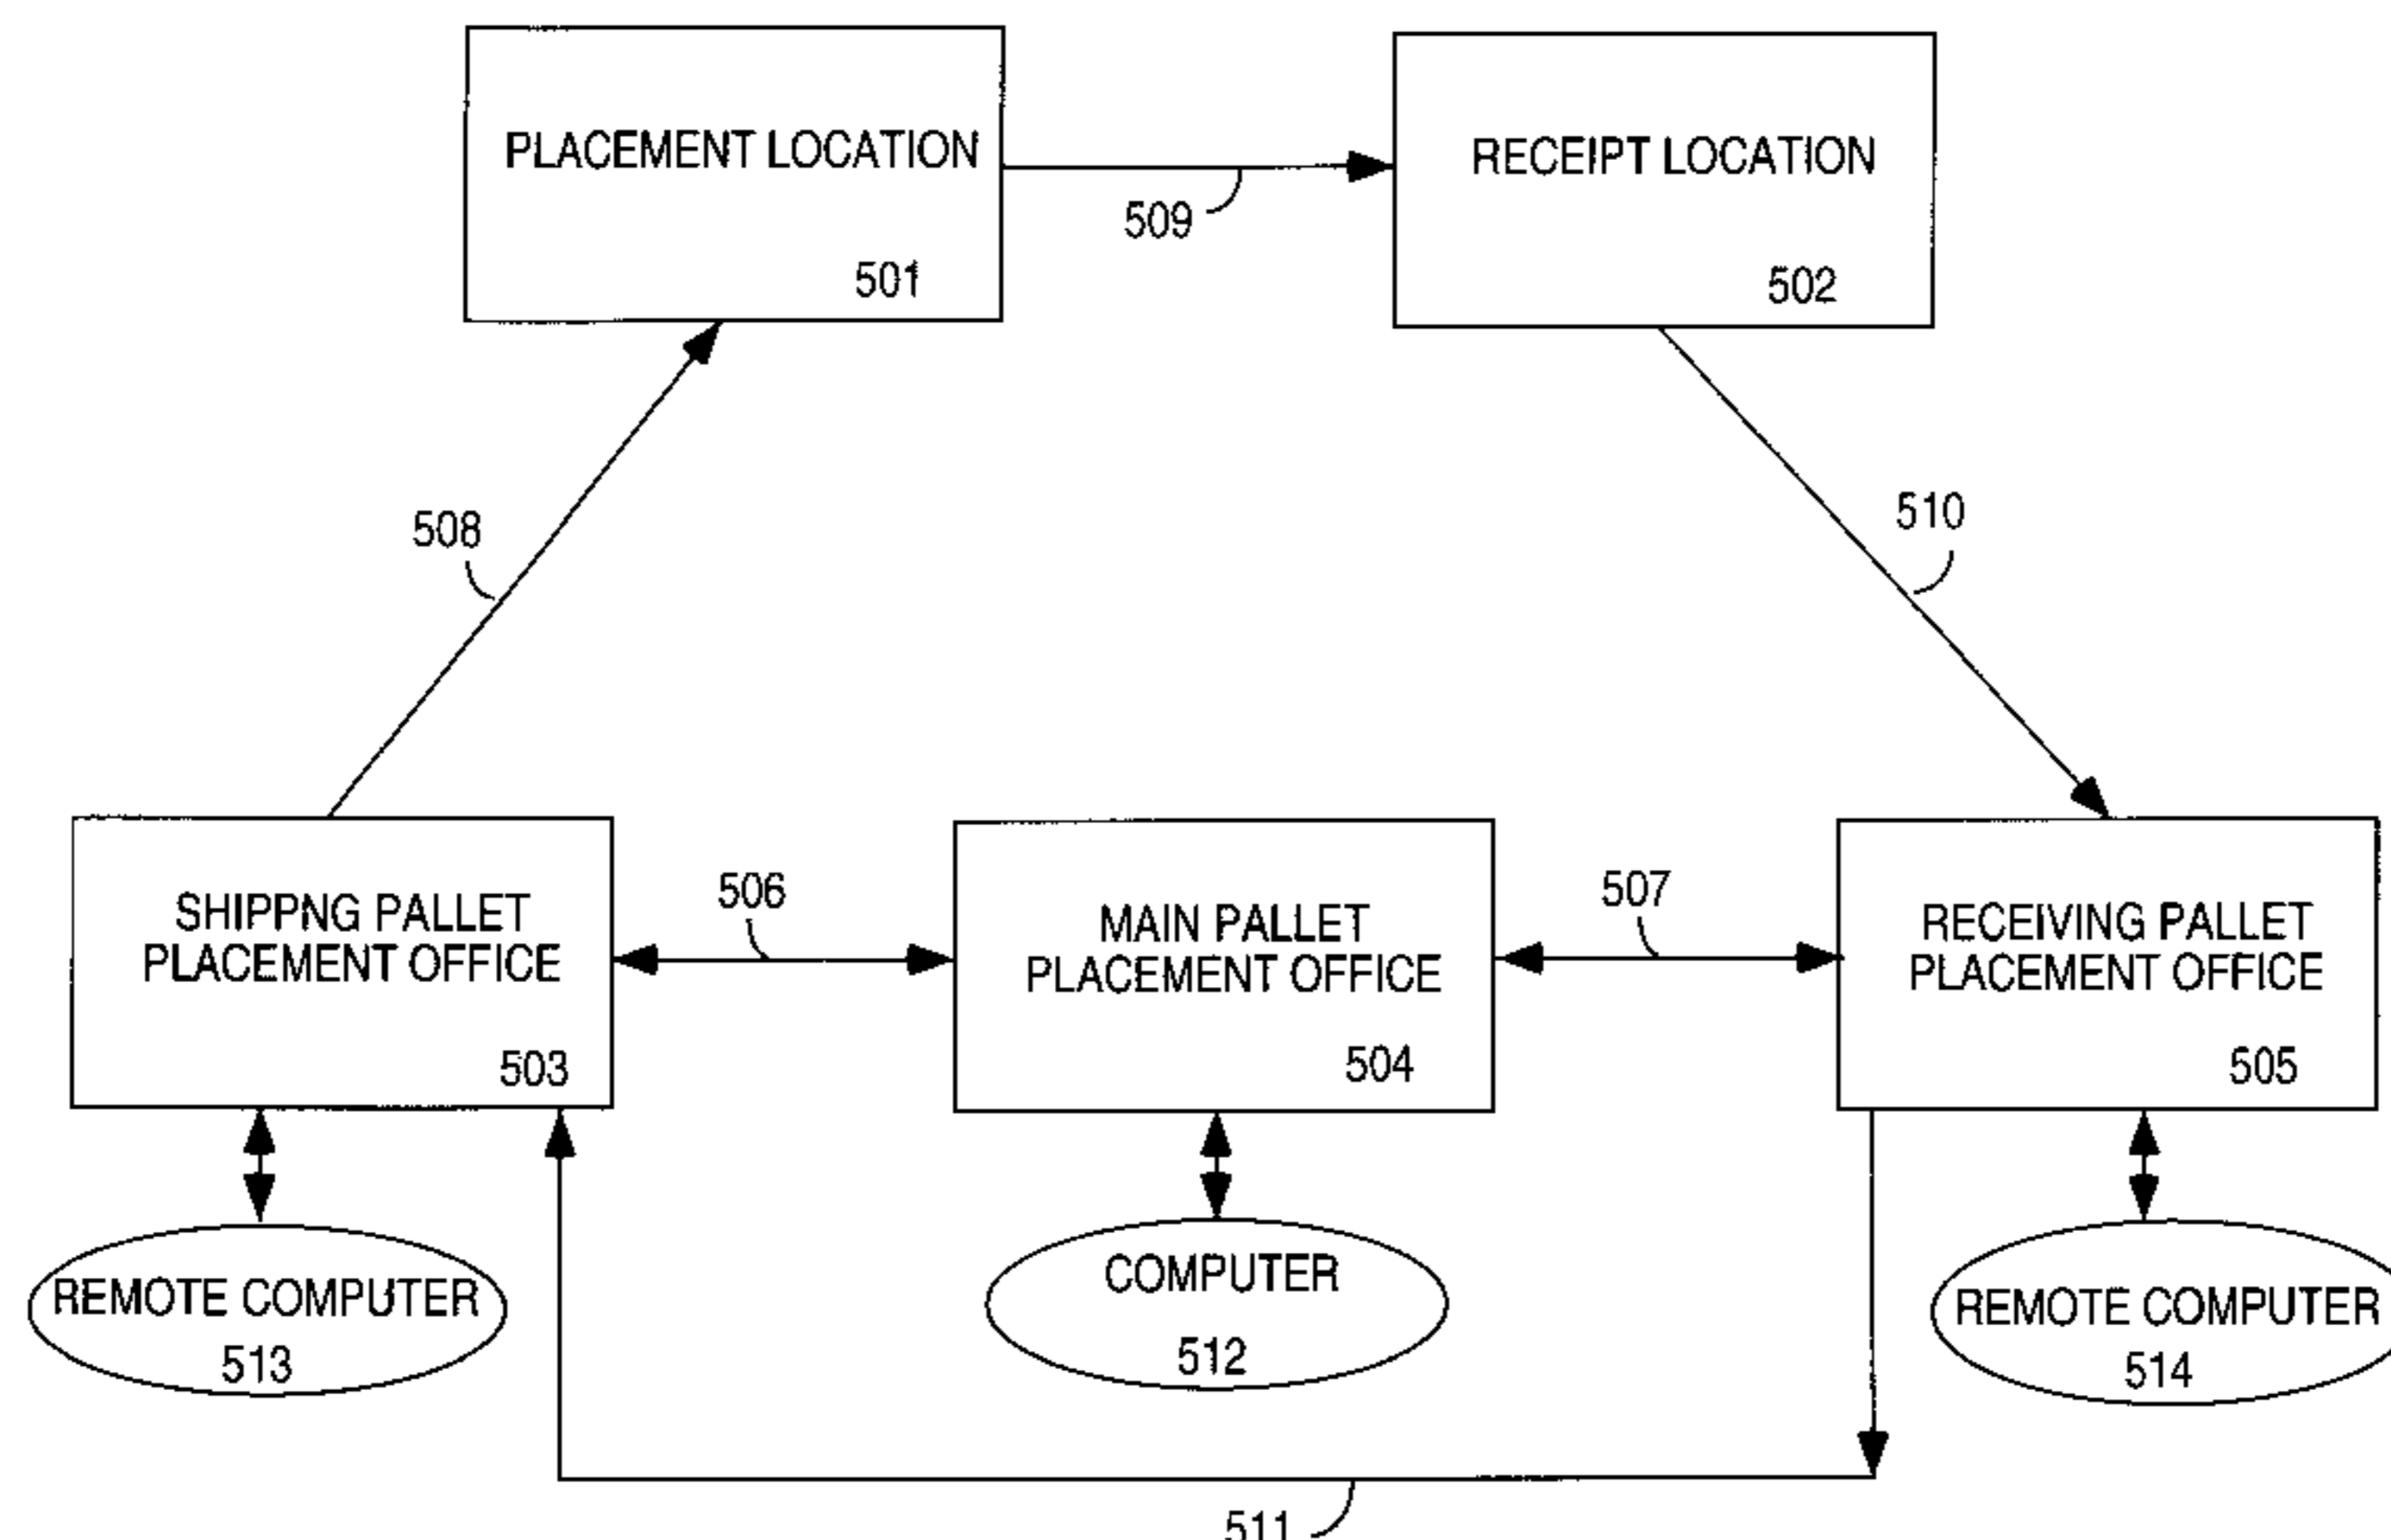 PLACEMENT LOCATION
501
RECEIPT LOCATION
502
509
508
510
SHIPPNG PALLET
PLACEMENT OFFICE
503
506
MAIN PALLET
PLACEMENT OFFICE
504
507
RECEIVING PALLET
PLACEMENT OFFICE
505
REMOTE COMPUTER
513
COMPUTER
512
REMOTE COMPUTER
514
511